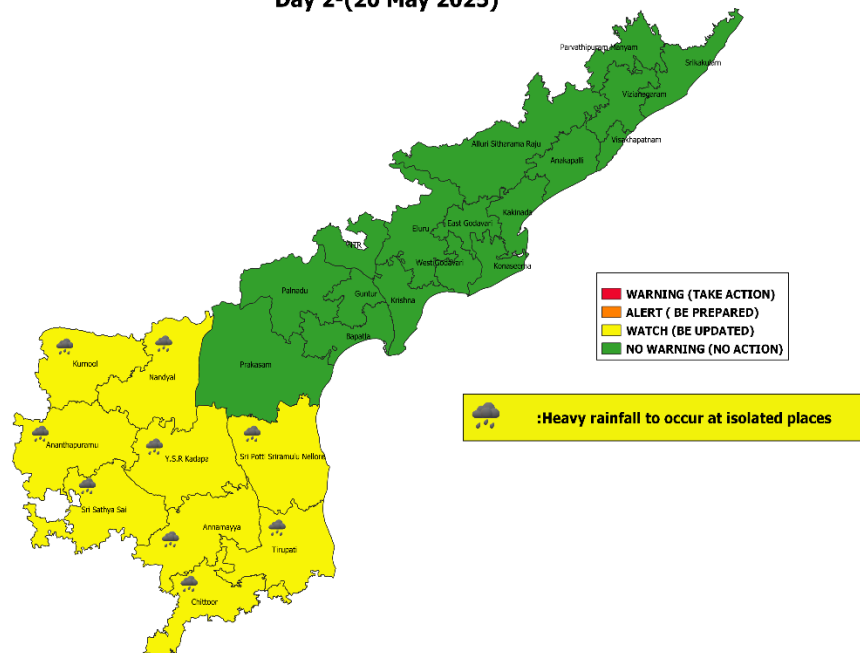 Day 2-(20 May 2025)
Parvathipuram Manyam
Srikakulam
Vizianagaram
Visakhapatnam
Alluri Sitharama Raju
Anakapalli
Kakinada
East Godavari
Eluru
NTR
West Godavari
Konaseema
Palnadu
Guntur
Krishna
Bapatla
Prakasam
Kurnool
Nandyal
Ananthapuramu
Y.S.R Kadapa
Sri Potti Sriramulu Nellore
Sri Sathya Sai
Annamayya
Tirupati
Chittoor
WARNING (TAKE ACTION)
ALERT ( BE PREPARED)
WATCH (BE UPDATED)
NO WARNING (NO ACTION)
:Heavy rainfall to occur at isolated places